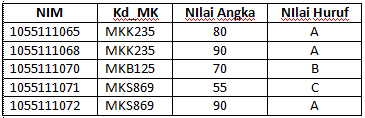 NIM Kd_MK NIlai Angka NIlai Huruf
1055111065 MKK235 80 A
1055111068 MKK235 90 A
1055111070 MKB125 70 B
1055111071 MKS869 55 C
1055111072 MKS869 90 A